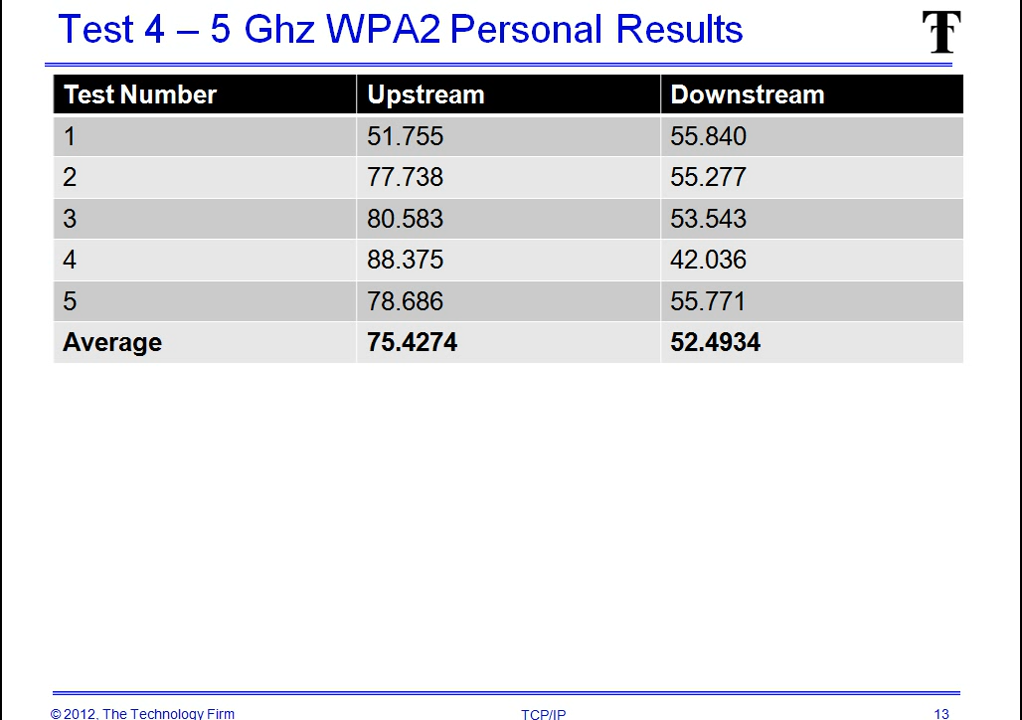 Test 4 – 5 Ghz WPA2 Personal Results
T
Test Number Upstream Downstream
1 51.755 55.840
2 77.738 55.277
3 80.583 53.543
4 88.375 42.036
5 78.686 55.771
Average 75.4274 52.4934
© 2012, The Technology Firm TCP/IP 13